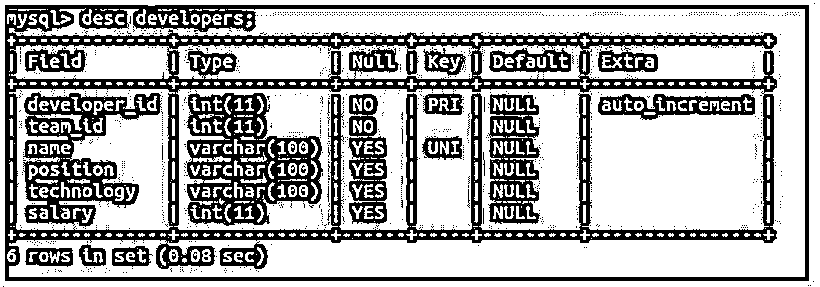 mysql> desc developers;
+--------------+--------------+------+-----+---------+----------------+
| Field        | Type         | Null | Key | Default | Extra          |
+--------------+--------------+------+-----+---------+----------------+
| developer_id | int(11)      | NO   | PRI | NULL    | auto_increment |
| team_id      | int(11)      | NO   |     | NULL    |                |
| name         | varchar(100) | YES  | UNI | NULL    |                |
| position     | varchar(100) | YES  |     | NULL    |                |
| technology   | varchar(100) | YES  |     | NULL    |                |
| salary       | int(11)      | YES  |     | NULL    |                |
+--------------+--------------+------+-----+---------+----------------+
6 rows in set (0.08 sec)